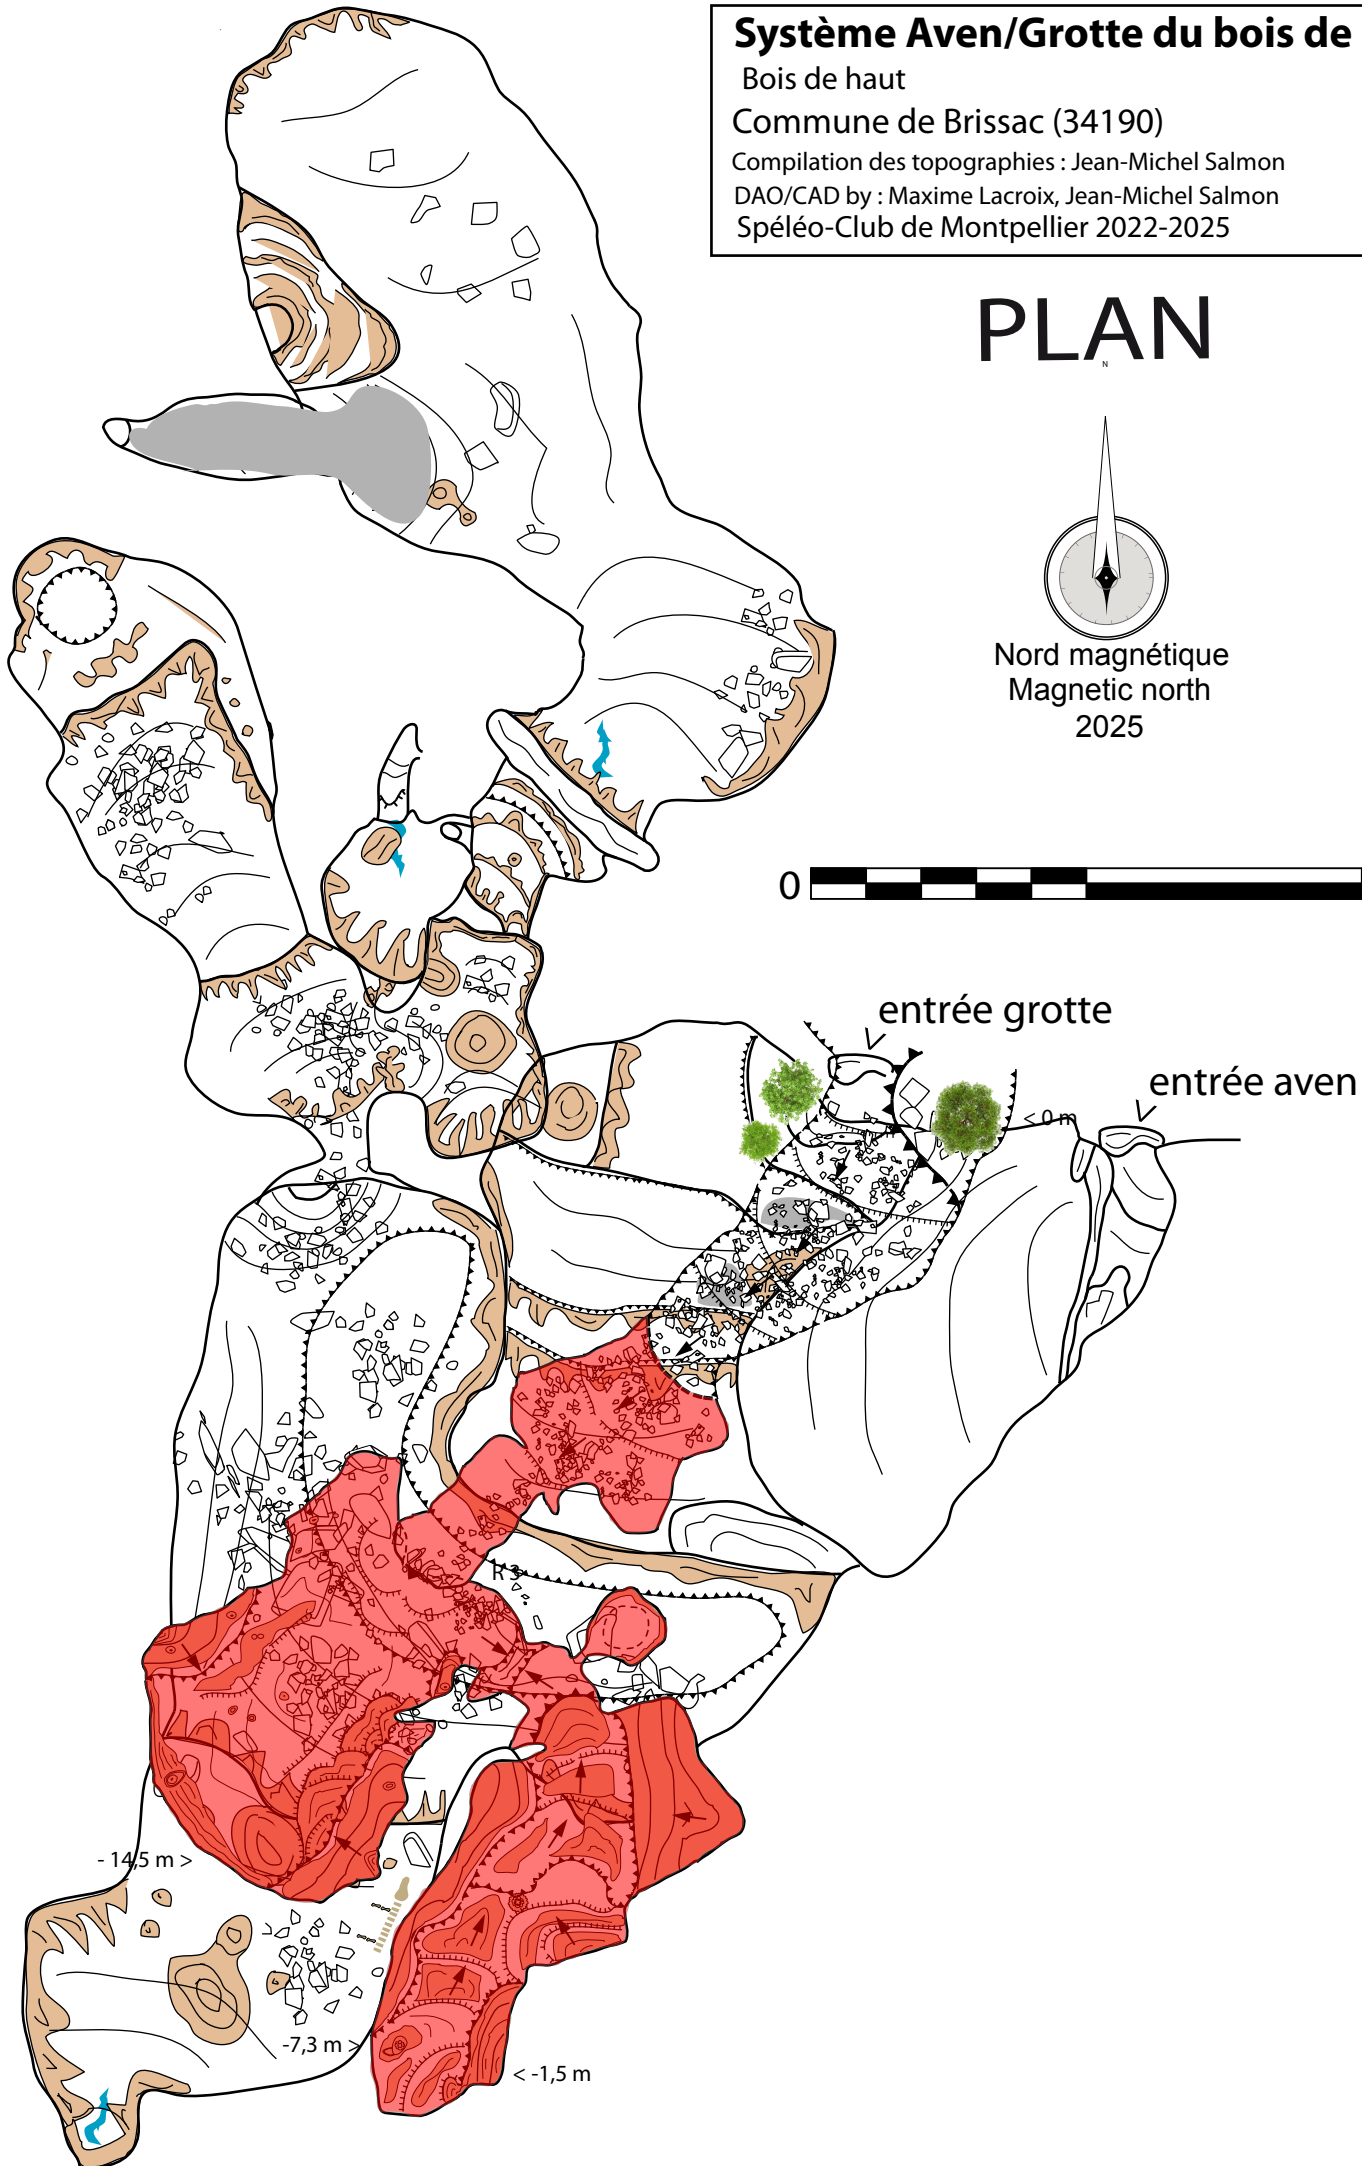 Système Aven/Grotte du bois de
Bois de haut
Commune de Brissac (34190)
Compilation des topographies : Jean-Michel Salmon
DAO/CAD by : Maxime Lacroix, Jean-Michel Salmon
Spéléo-Club de Montpellier 2022-2025
PLAN
N
Nord magnétique
Magnetic north
2025
0
entrée grotte
entrée aven
< 0 m
R 3
- 14,5 m >
-7,3 m >
< -1,5 m